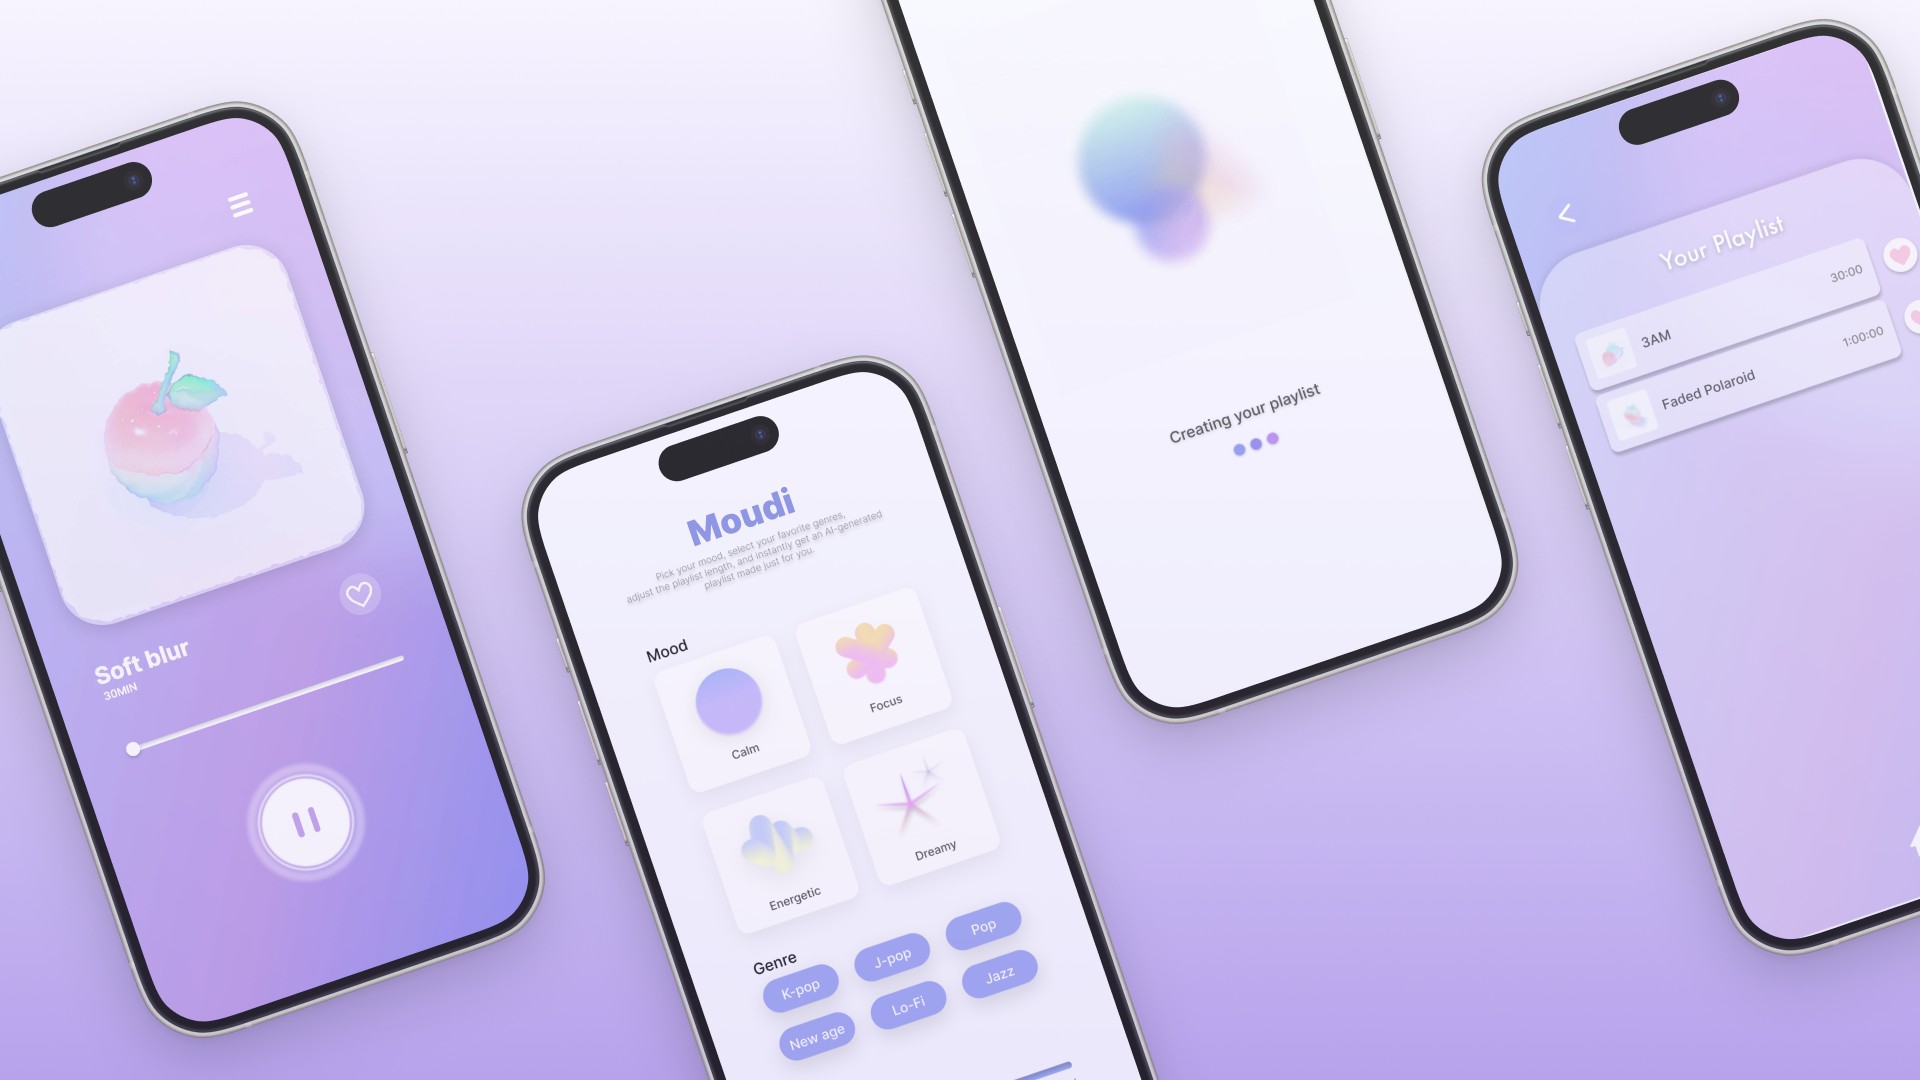 Soft blur
30MIN
Moudi
Pick your mood, select your favorite genres,
adjust the playlist length, and instantly get an AI-generated
playlist made just for you.
Mood
Calm
Focus
Energetic
Dreamy
Genre
K-pop
J-pop
Pop
New age
Lo-Fi
Jazz
Creating your playlist
Your Playlist
3AM
30:00
Faded Polaroid
1:00:00